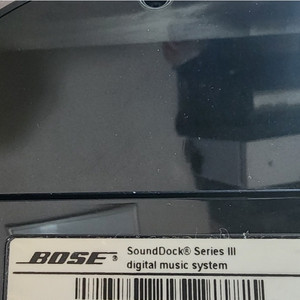 BOSE® SoundDock® Series III
digital music system